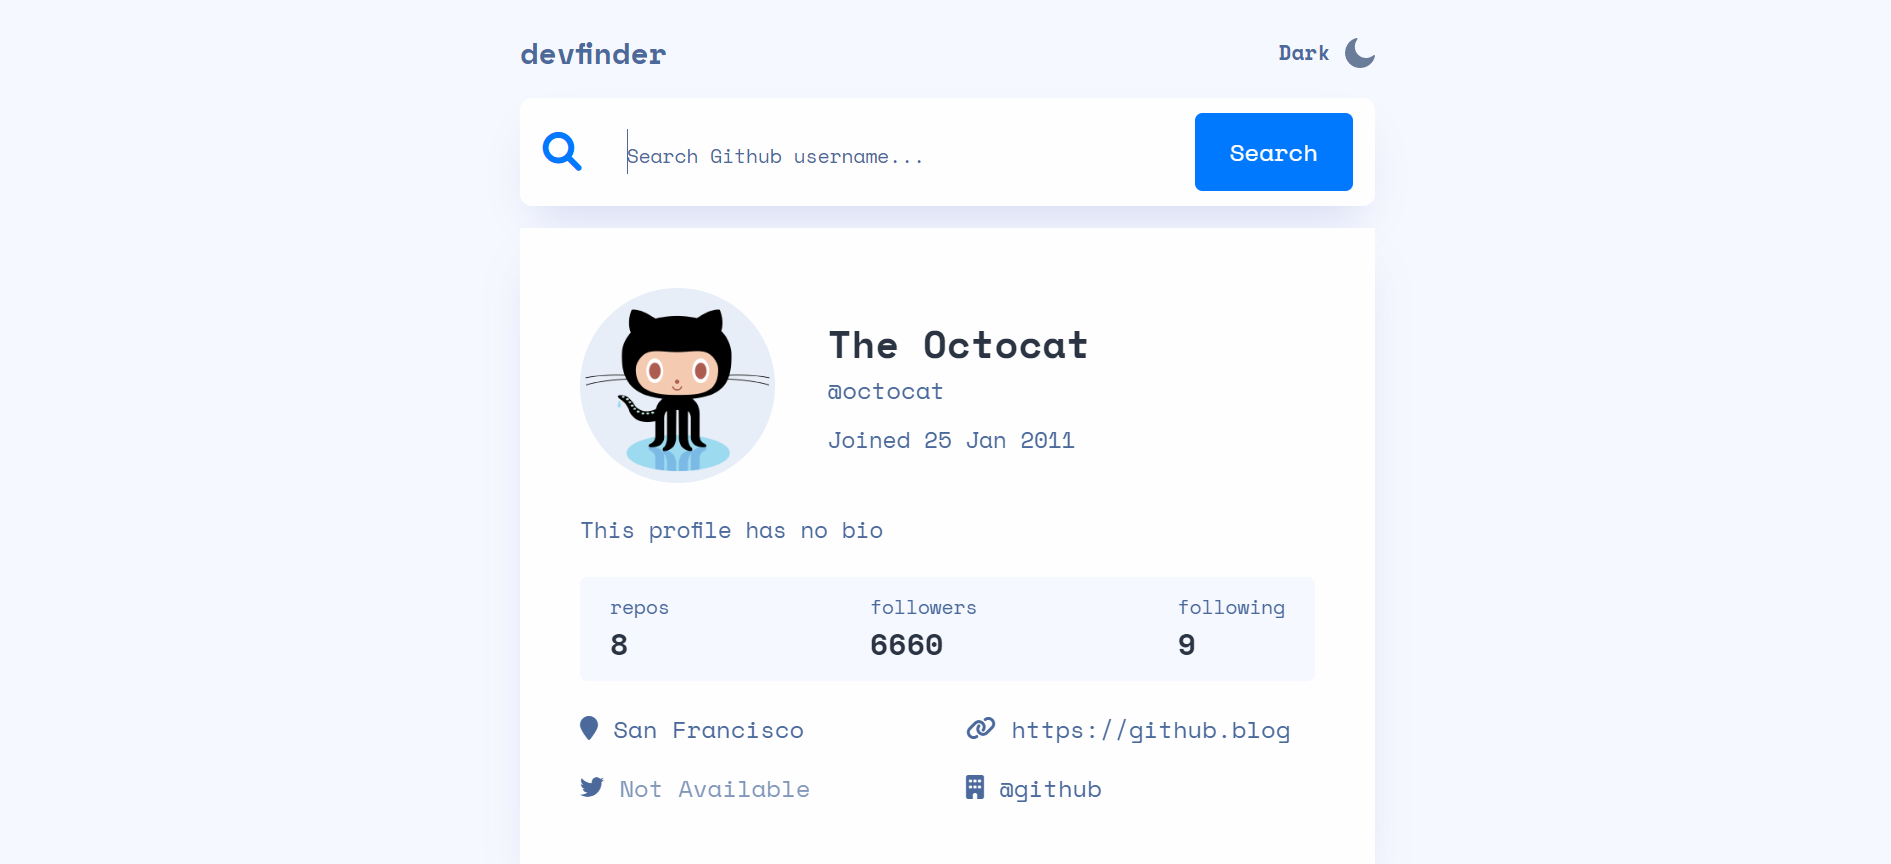 devfinder
Dark
Search Github username...
Search
The Octocat
@octocat
Joined 25 Jan 2011
This profile has no bio
repos followers following
8 6660 9
San Francisco https://github.blog
Not Available @github